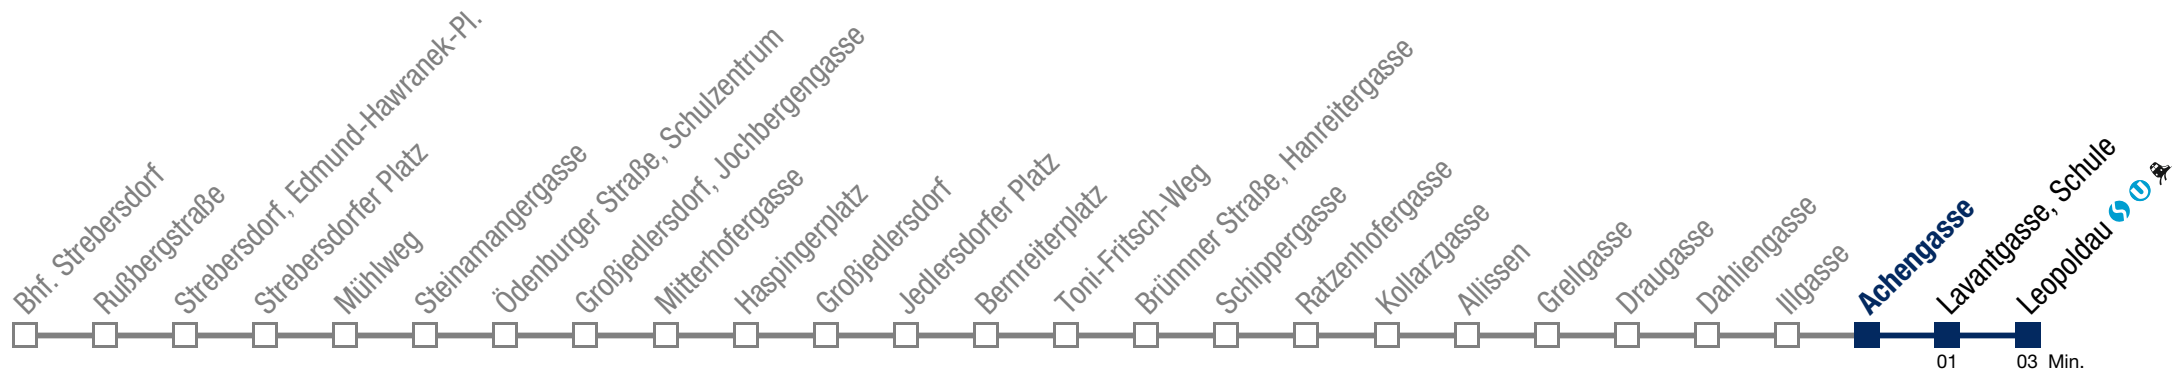 Bhf. Strebersdorf
Rußbergstraße
Strebersdorf, Edmund-Hawranek-Pl.
Strebersdorfer Platz
Mühlweg
Steinamangergasse
Ödenburger Straße, Schulzentrum
Großjedlersdorf, Jochbergengasse
Mitterhofergasse
Haspingerplatz
Großjedlersdorf
Jedlersdorfer Platz
Bernreiterplatz
Toni-Fritsch-Weg
Brünnner Straße, Hanreitergasse
Schippergasse
Ratzenhofergasse
Kollarzgasse
Allissen
Grellgasse
Draugasse
Dahliengasse
Illgasse
Achengasse
Lavantgasse, Schule
Leopoldau S U
01 03 Min.